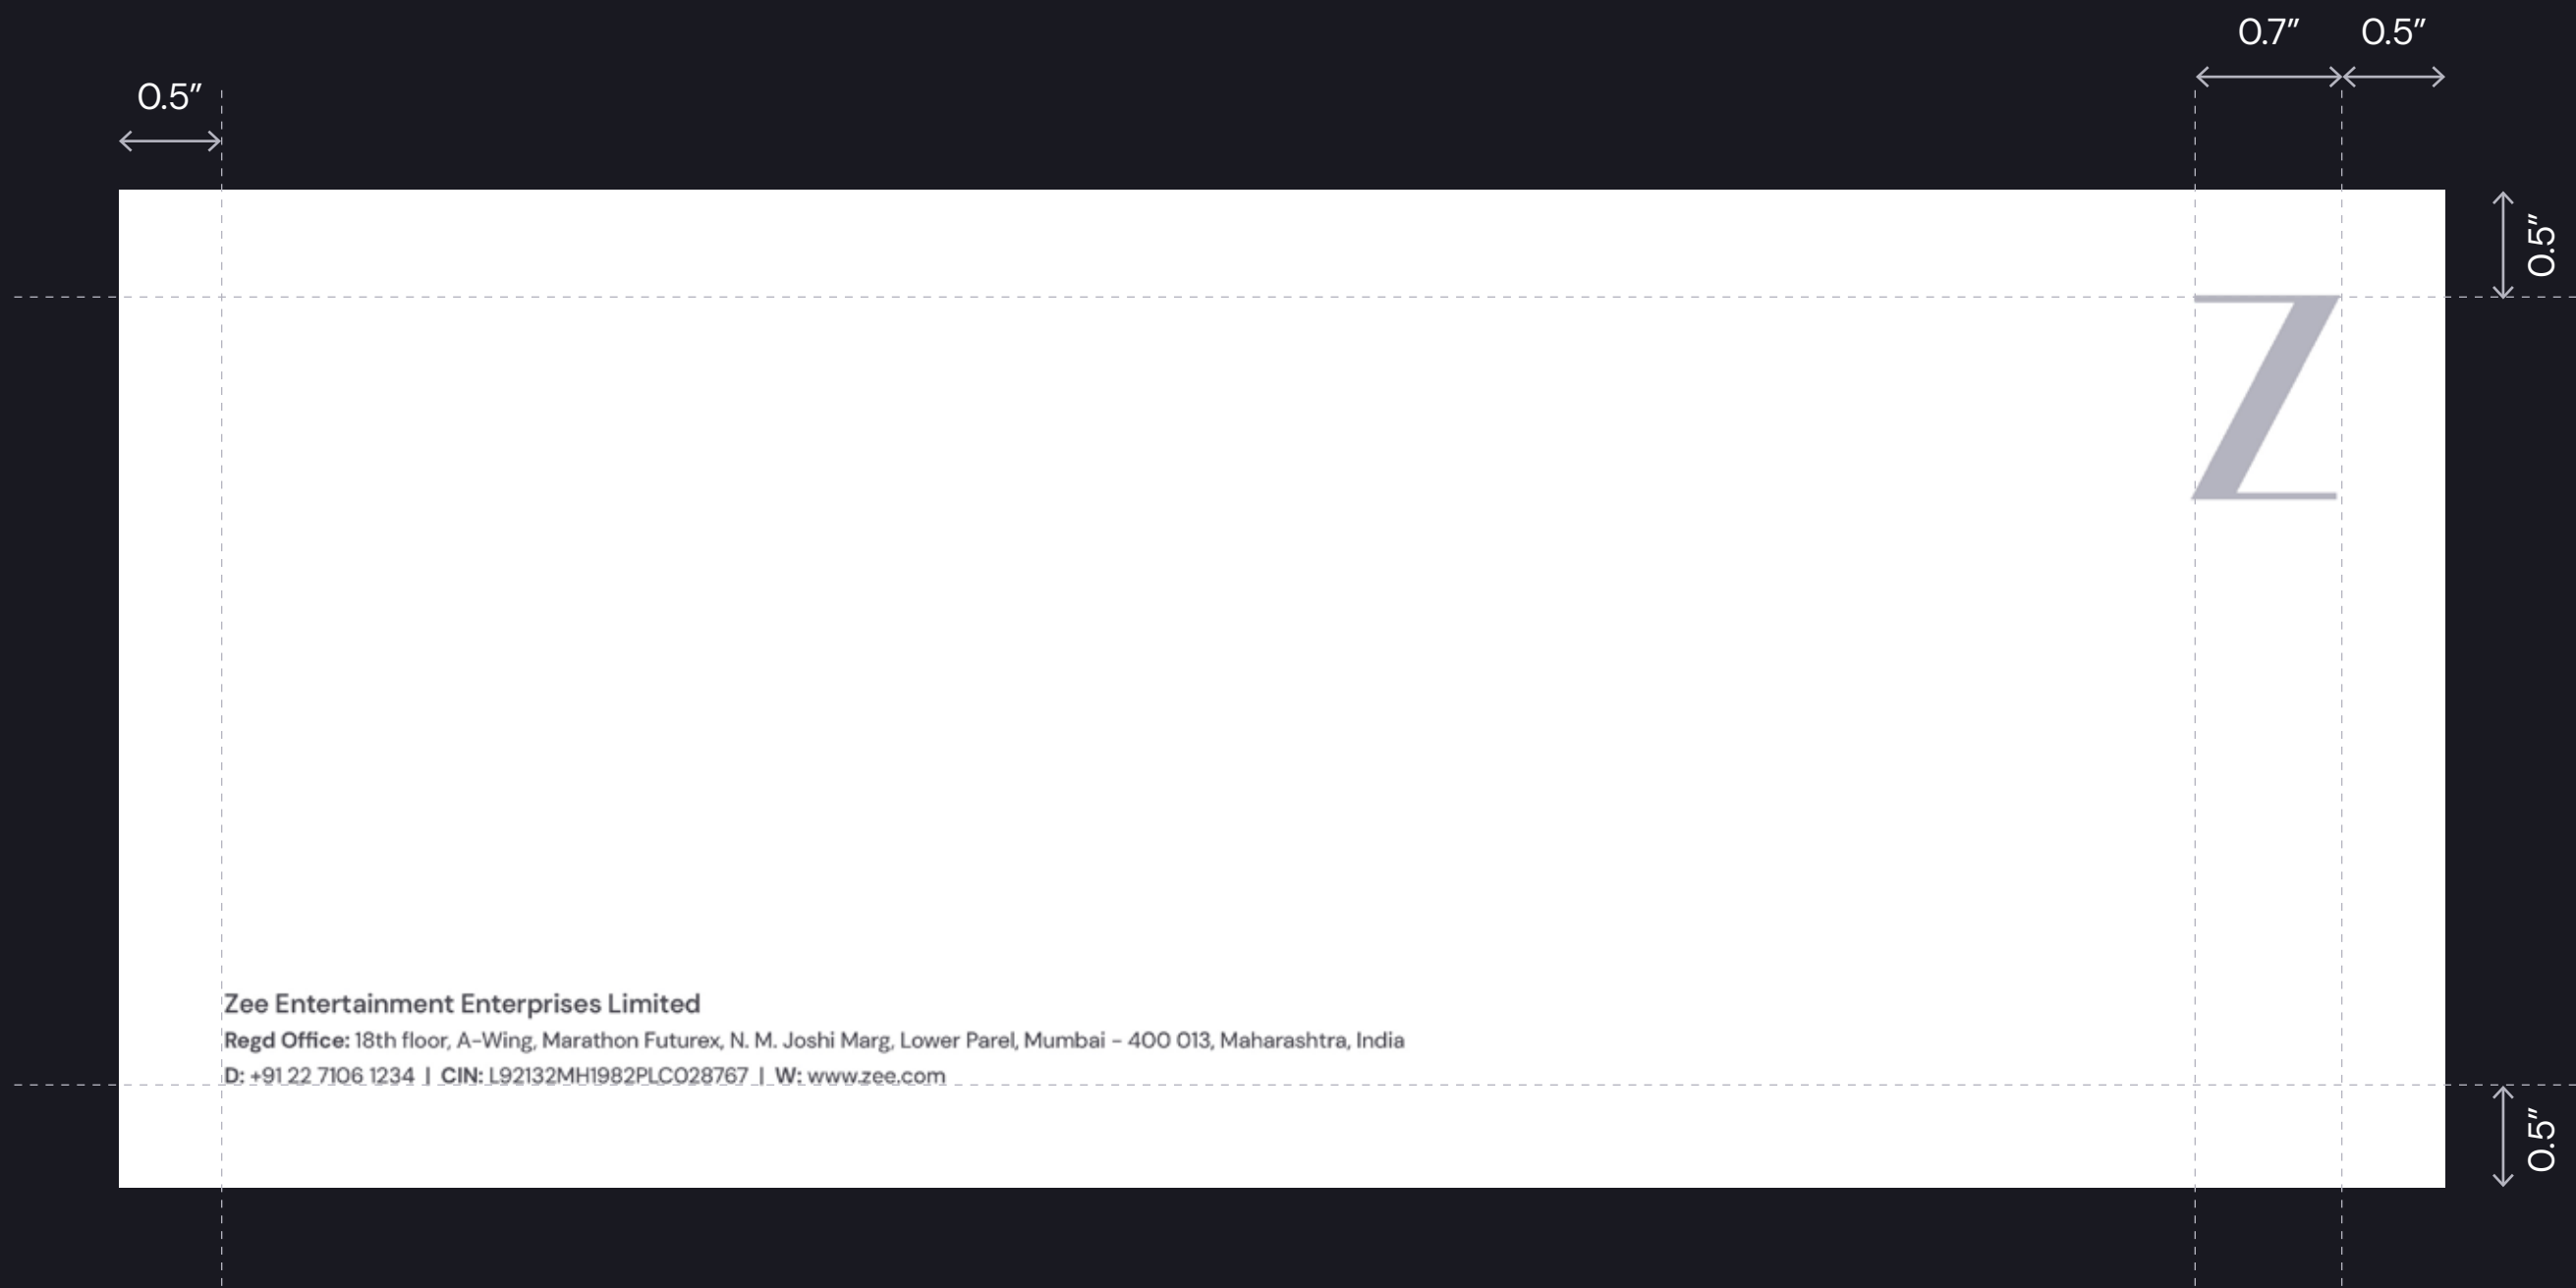 0.7” 0.5”
0.5”
0.5”
Z
Zee Entertainment Enterprises Limited
Regd Office: 18th floor, A-Wing, Marathon Futurex, N. M. Joshi Marg, Lower Parel, Mumbai - 400 013, Maharashtra, India
D: +91 22 7106 1234 | CIN: L92132MH1982PLC028767 | W: www.zee.com
0.5”